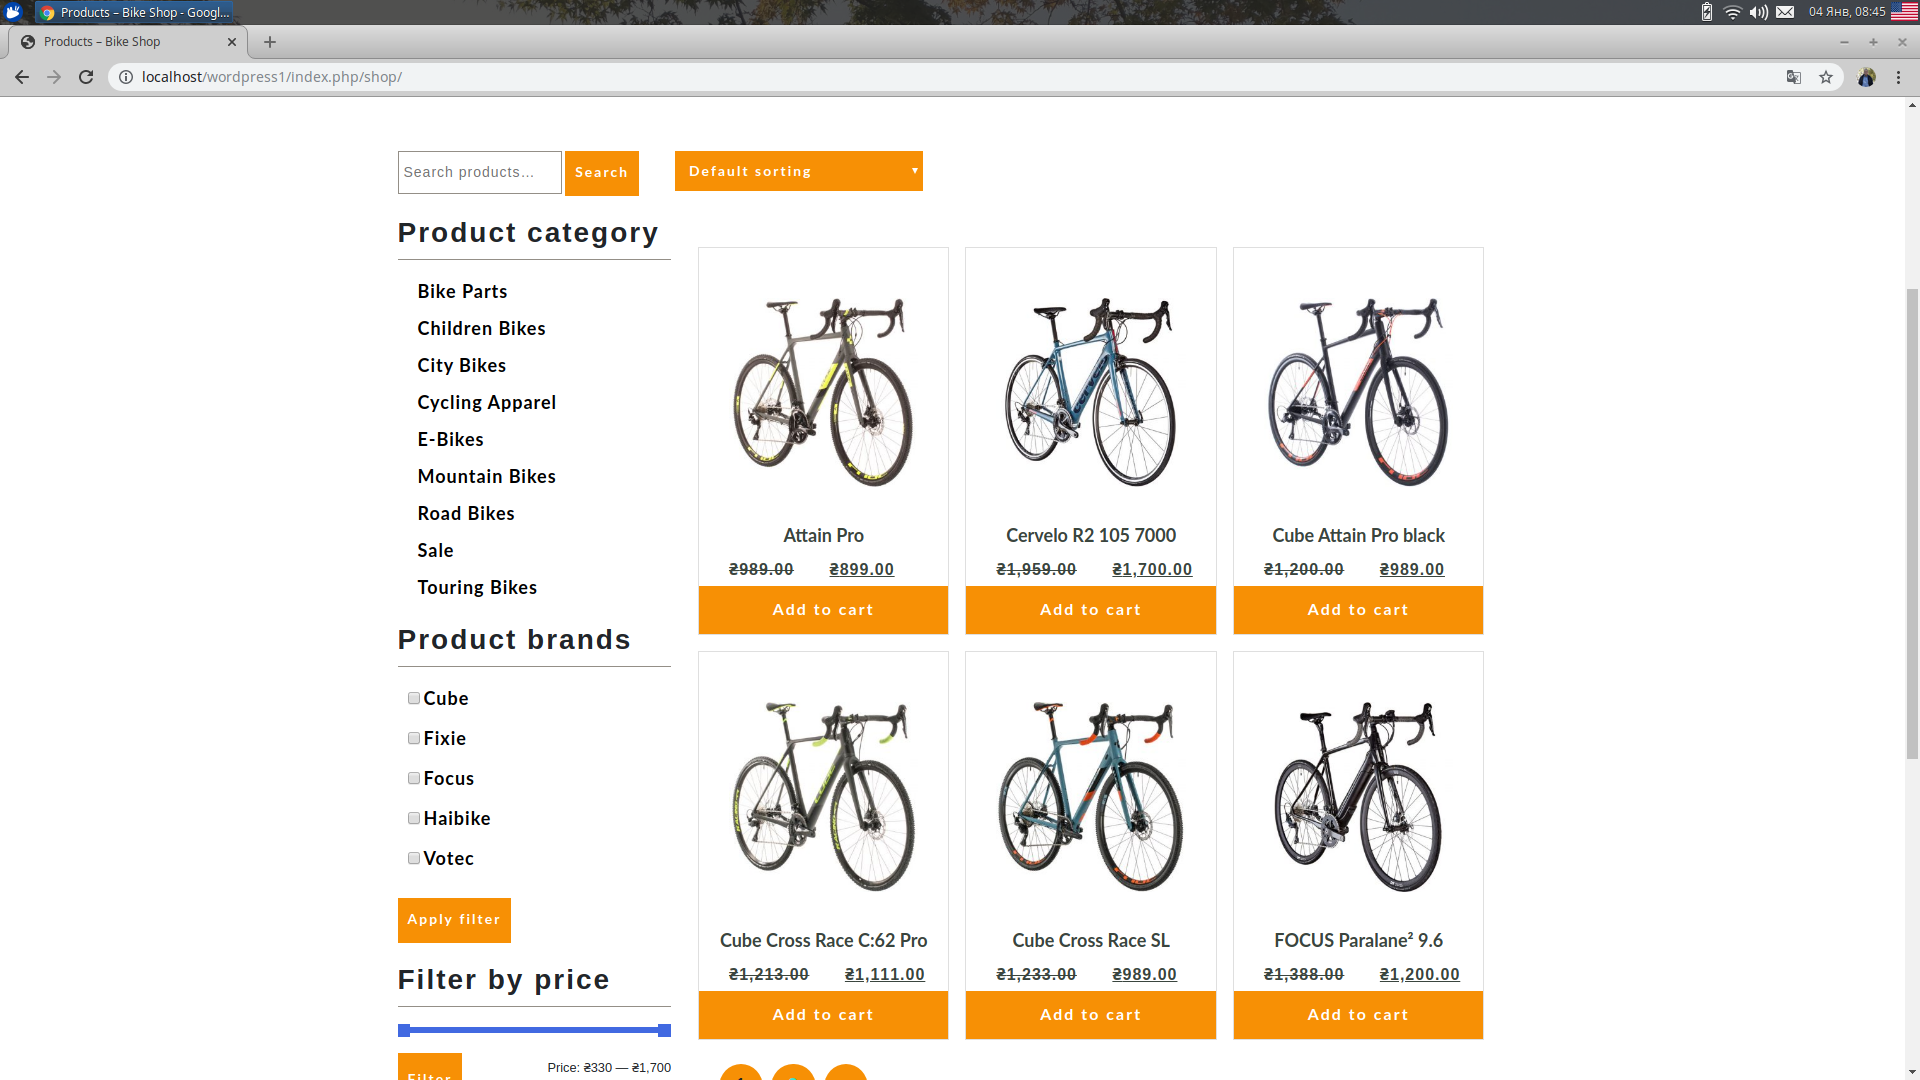 Products – Bike Shop - Googl...
04 Янв, 08:45
Products – Bike Shop
localhost/wordpress1/index.php/shop/
Search products...
Search
Default sorting
Product category
Bike Parts
Children Bikes
City Bikes
Cycling Apparel
E-Bikes
Mountain Bikes
Road Bikes
Sale
Touring Bikes
Product brands
Cube
Fixie
Focus
Haibike
Votec
Apply filter
Filter by price
Price: ₴330 — ₴1,700
Filter
Attain Pro
₴989.00 ₴899.00
Add to cart
Cervelo R2 105 7000
₴1,959.00 ₴1,700.00
Add to cart
Cube Attain Pro black
₴1,200.00 ₴989.00
Add to cart
Cube Cross Race C:62 Pro
₴1,213.00 ₴1,111.00
Add to cart
Cube Cross Race SL
₴1,233.00 ₴989.00
Add to cart
FOCUS Paralane² 9.6
₴1,388.00 ₴1,200.00
Add to cart